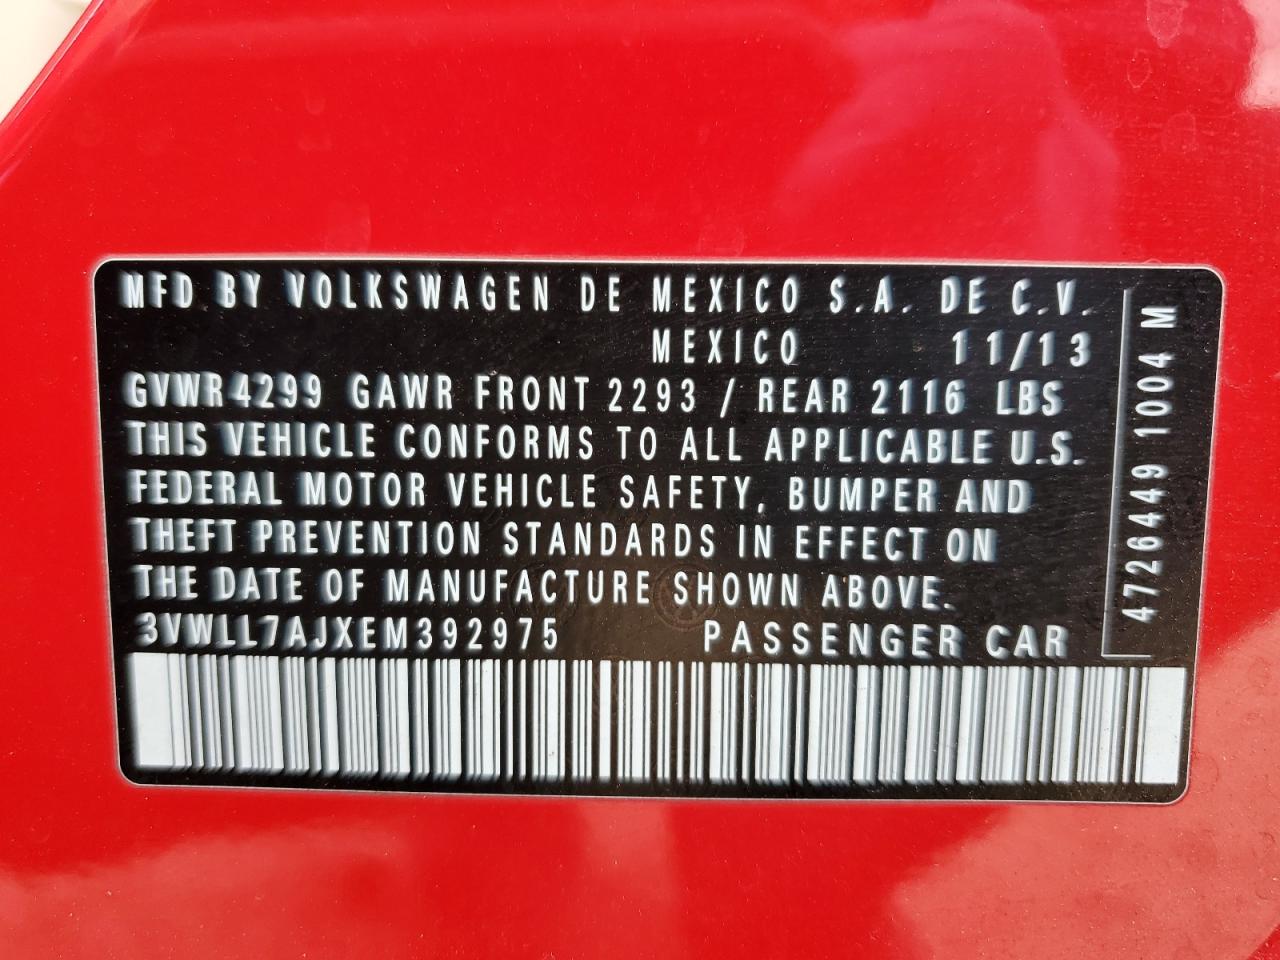 MFD BY VOLKSWAGEN DE MEXICO S.A. DE C.V.
MEXICO 11/13
GVWR 4299 GAWR FRONT 2293 / REAR 2116 LBS
THIS VEHICLE CONFORMS TO ALL APPLICABLE U.S.
FEDERAL MOTOR VEHICLE SAFETY, BUMPER AND
THEFT PREVENTION STANDARDS IN EFFECT ON
THE DATE OF MANUFACTURE SHOWN ABOVE.
3VWLL7AJXEM392975 PASSENGER CAR
4726449 1004 M